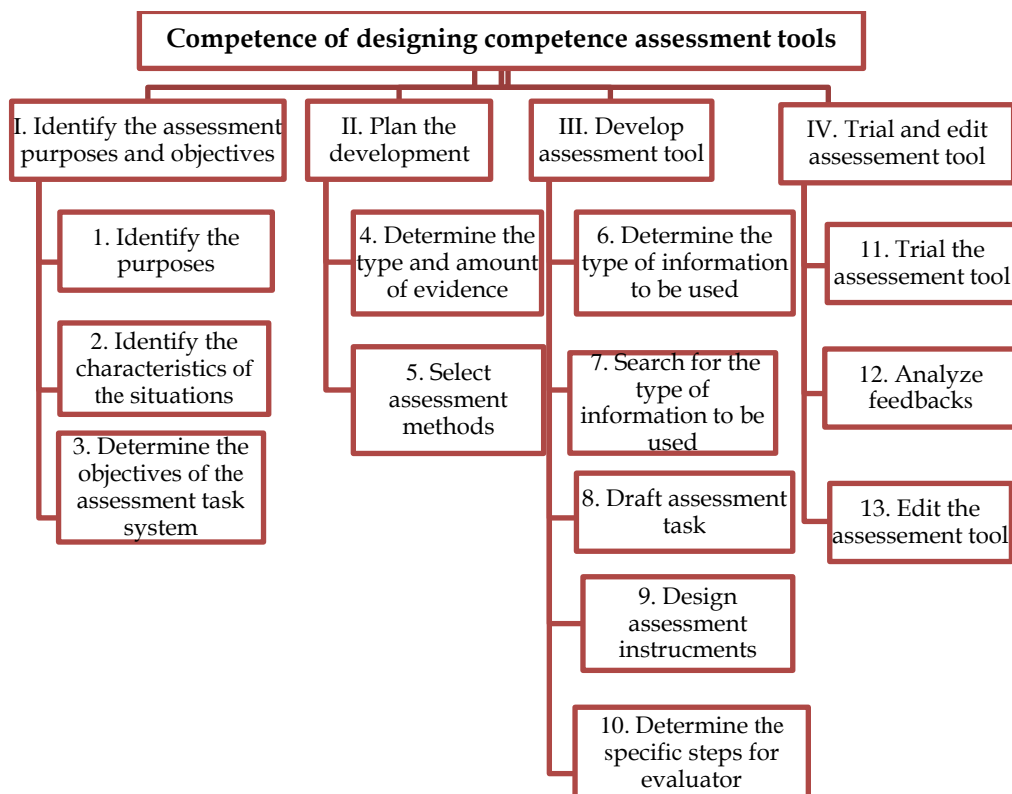 Competence of designing competence assessment tools
I. Identify the assessment
purposes and objectives
II. Plan the
development
III. Develop
assessment tool
IV. Trial and edit
assessement tool
1. Identify the
purposes
2. Identify the
characteristics of
the situations
3. Determine the
objectives of the
assessment task
system
4. Determine the
type and amount
of evidence
5. Select
assessment
methods
6. Determine the
type of information
to be used
7. Search for the
type of
information to be
used
8. Draft assessment
task
9. Design
assessment
instrucments
10. Determine the
specific steps for
evaluator
11. Trial the
assessement tool
12. Analyze
feedbacks
13. Edit the
assessement tool